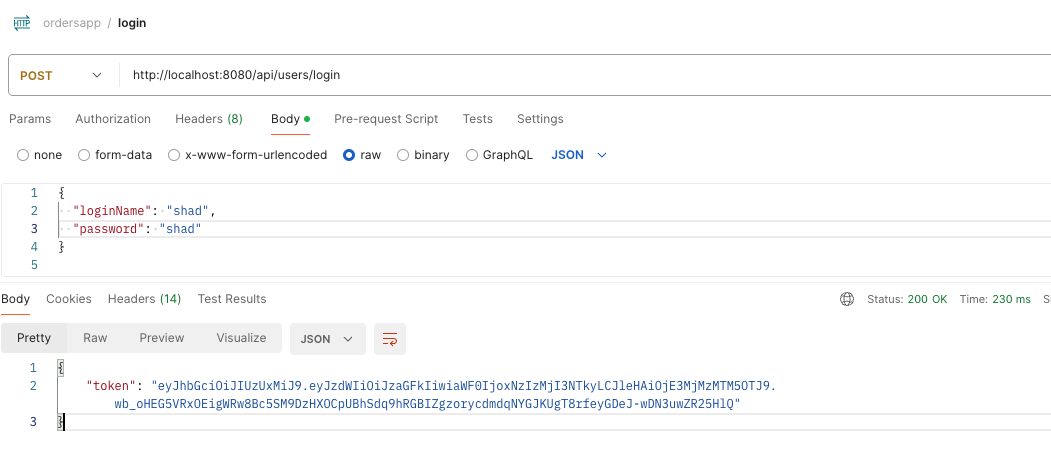 HTTP ordersapp / login
POST http://localhost:8080/api/users/login
Params Authorization Headers (8) Body Pre-request Script Tests Settings
none form-data x-www-form-urlencoded raw binary GraphQL JSON
1 {
2 "loginName": "shad",
3 "password": "shad"
4 }
5
Body Cookies Headers (14) Test Results Status: 200 OK Time: 230 ms
Pretty Raw Preview Visualize JSON
1 {
2 "token": "eyJhbGciOiJIUzUxMiJ9.eyJzdWIiOiJzaGFkIiwiaWF0IjoxNzIzMjI3NTkyLCJleHAiOjE3MjMzMTM5OTJ9.
wb_oHEG5VRxOEigWRw8Bc5SM9DzHXOCpUBhSdq9hRGBIZgzorycdmdqNYGJKUgT8rfeyGDeJ-wDN3uwZR25HlQ"
3 }